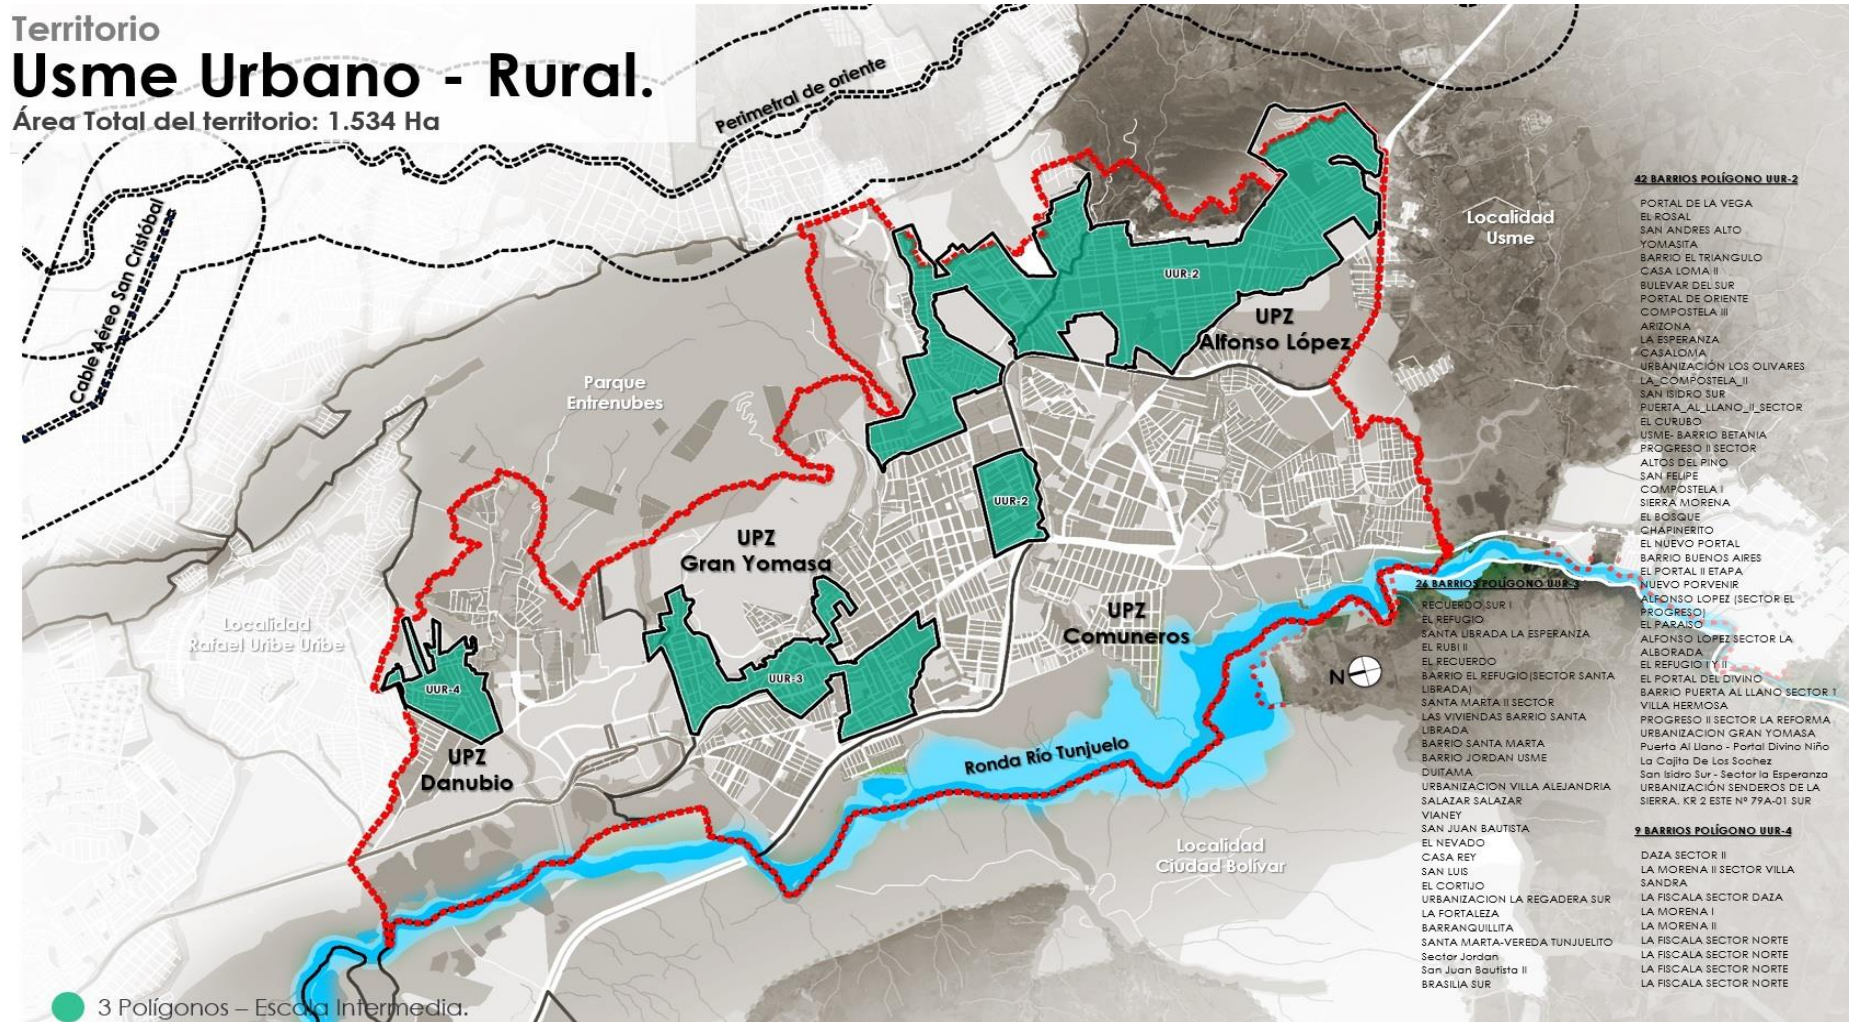 Territorio
Usme Urbano - Rural.
Área Total del territorio: 1.534 Ha
Perimetral de oriente
Cable Aéreo San Cristóbal
Parque
Entrenubes
Localidad
Usme
UUR-2
UPZ
Alfonso López
UUR-2
UPZ
Gran Yomasa
UPZ
Comuneros
Localidad
Rafael Uribe Uribe
UUR-4
UUR-3
UPZ
Danubio
Ronda Río Tunjuelo
N
Localidad
Ciudad Bolívar
3 Polígonos – Escala Intermedia.
26 BARRIOS POLÍGONO UUR-3
RECUERDO SUR I
EL REFUGIO
SANTA LIBRADA LA ESPERANZA
EL RUBI II
EL RECUERDO
BARRIO EL REFUGIO(SECTOR SANTA
LIBRADA)
SANTA MARTA II SECTOR
LAS VIVIENDAS BARRIO SANTA
LIBRADA
BARRIO SANTA MARTA
BARRIO JORDAN USME
DUITAMA
URBANIZACION VILLA ALEJANDRIA
SALAZAR SALAZAR
VIANEY
SAN JUAN BAUTISTA
EL NEVADO
CASA REY
SAN LUIS
EL CORTIJO
URBANIZACION LA REGADERA SUR
LA FORTALEZA
BARRANQUILLITA
SANTA MARTA-VEREDA TUNJUELITO
Sector Jordan
San Juan Bautista II
BRASILIA SUR
42 BARRIOS POLÍGONO UUR-2
PORTAL DE LA VEGA
EL ROSAL
SAN ANDRES ALTO
YOMASITA
BARRIO EL TRIANGULO
CASA LOMA II
BULEVAR DEL SUR
PORTAL DE ORIENTE
COMPOSTELA III
ARIZONA
LA ESPERANZA
CASALOMA
URBANIZACIÓN LOS OLIVARES
LA_COMPOSTELA_II
SAN ISIDRO SUR
PUERTA_AL_LLANO_II_SECTOR
EL CURUBO
USME- BARRIO BETANIA
PROGRESO II SECTOR
ALTOS DEL PINO
SAN FELIPE
COMPOSTELA I
SIERRA MORENA
EL BOSQUE
CHAPINERITO
EL NUEVO PORTAL
BARRIO BUENOS AIRES
EL PORTAL II ETAPA
NUEVO PORVENIR
ALFONSO LOPEZ (SECTOR EL
PROGRESO)
EL PARAISO
ALFONSO LOPEZ SECTOR LA
ALBORADA
EL REFUGIO I Y II
EL PORTAL DEL DIVINO
BARRIO PUERTA AL LLANO SECTOR 1
VILLA HERMOSA
PROGRESO II SECTOR LA REFORMA
URBANIZACION GRAN YOMASA
Puerta Al Llano - Portal Divino Niño
La Cajita De Los Sochez
San Isidro Sur - Sector la Esperanza
URBANIZACIÓN SENDEROS DE LA
SIERRA. KR 2 ESTE Nº 79A-01 SUR
9 BARRIOS POLÍGONO UUR-4
DAZA SECTOR II
LA MORENA II SECTOR VILLA
SANDRA
LA FISCALA SECTOR DAZA
LA MORENA I
LA MORENA II
LA FISCALA SECTOR NORTE
LA FISCALA SECTOR NORTE
LA FISCALA SECTOR NORTE
LA FISCALA SECTOR NORTE